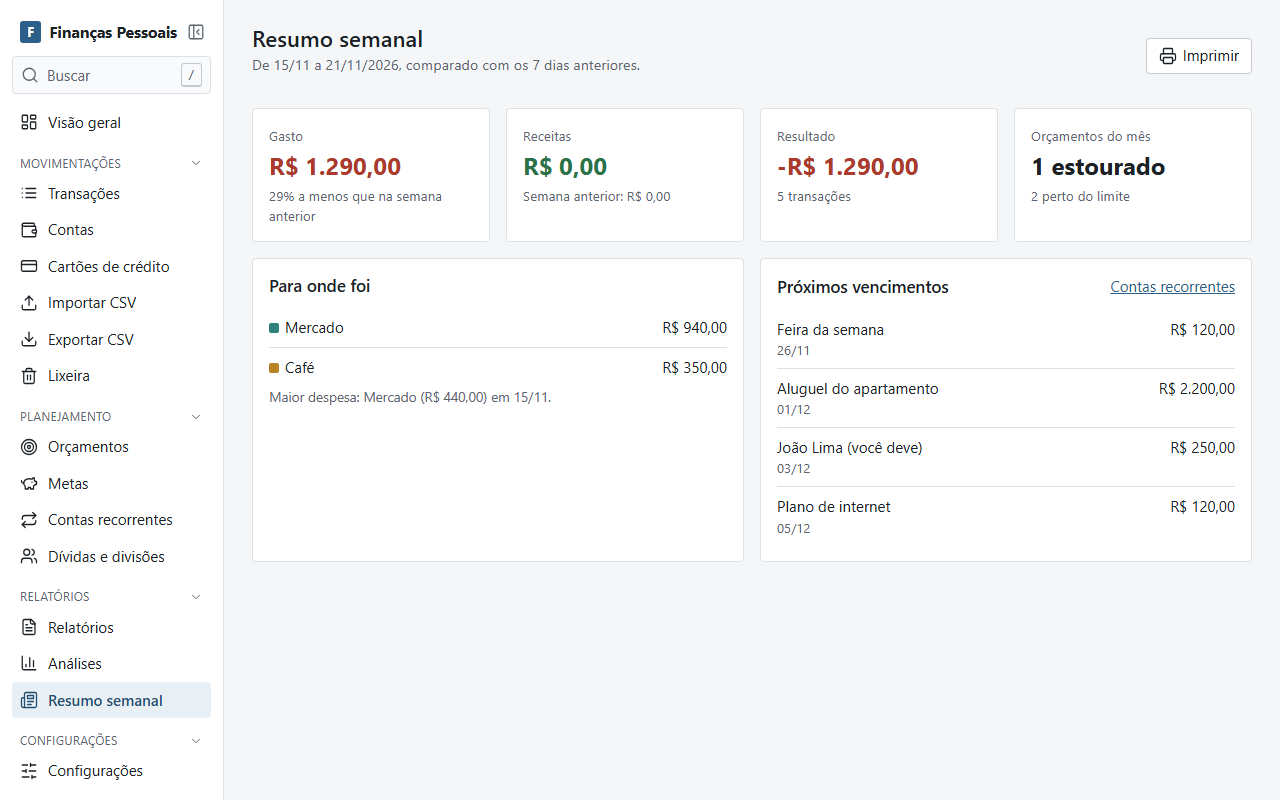 F Finanças Pessoais
Buscar /
Visão geral
MOVIMENTAÇÕES
Transações
Contas
Cartões de crédito
Importar CSV
Exportar CSV
Lixeira
PLANEJAMENTO
Orçamentos
Metas
Contas recorrentes
Dívidas e divisões
RELATÓRIOS
Relatórios
Análises
Resumo semanal
CONFIGURAÇÕES
Configurações
Resumo semanal
De 15/11 a 21/11/2026, comparado com os 7 dias anteriores.
Imprimir
Gasto
R$ 1.290,00
29% a menos que na semana
anterior
Receitas
R$ 0,00
Semana anterior: R$ 0,00
Resultado
-R$ 1.290,00
5 transações
Orçamentos do mês
1 estourado
2 perto do limite
Para onde foi
Mercado R$ 940,00
Café R$ 350,00
Maior despesa: Mercado (R$ 440,00) em 15/11.
Próximos vencimentos Contas recorrentes
Feira da semana R$ 120,00
26/11
Aluguel do apartamento R$ 2.200,00
01/12
João Lima (você deve) R$ 250,00
03/12
Plano de internet R$ 120,00
05/12